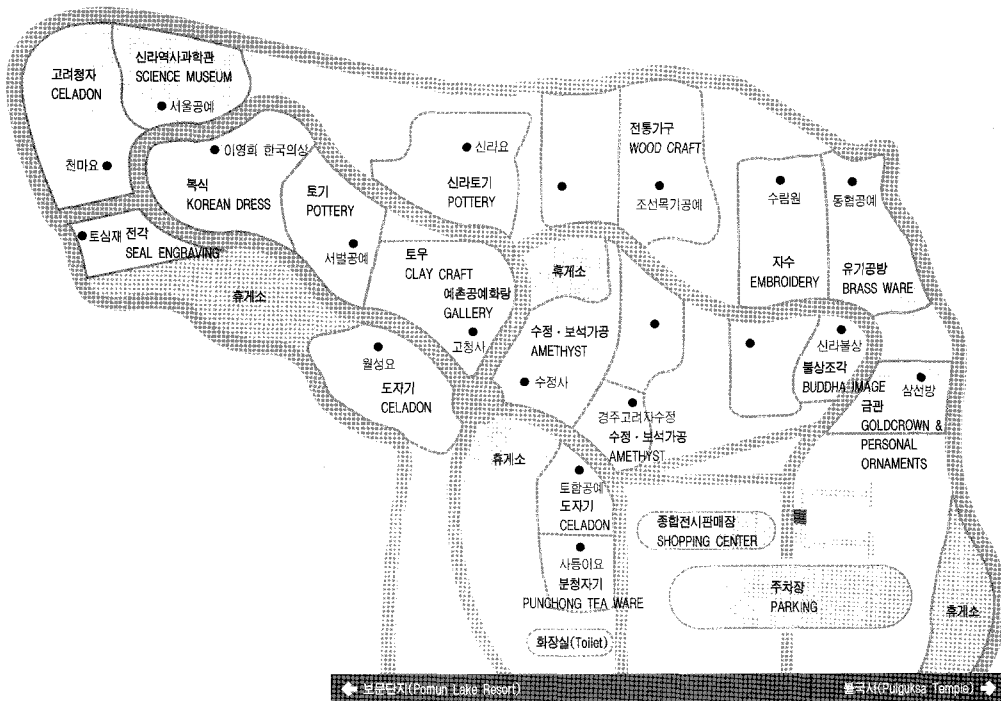 고려청자
CELADON
천마요
신라역사과학관
SCIENCE MUSEUM
서울공예
이영희 한국의상
복식
KOREAN DRESS
토기
POTTERY
서벌공예
신라요
신라토기
POTTERY
전통가구
WOOD CRAFT
조선목기공예
수람원
자수
EMBROIDERY
동협공예
유기공방
BRASS WARE
토심재 전각
SEAL ENGRAVING
휴게소
토우
CLAY CRAFT
예촌공예화랑
GALLERY
고청사
휴게소
수정・보석가공
AMETHYST
수정사
월성요
도자기
CELADON
경주고려자수정
수정・보석가공
AMETHYST
신라불상
불상조각
BUDDHA IMAGE
삼선방
금관
GOLDCROWN &
PERSONAL
ORNAMENTS
휴게소
토함공예
도자기
CELADON
사등이요
분청자기
PUNGHONG TEA WARE
종합전시판매장
SHOPPING CENTER
주차장
PARKING
휴게소
화장실(Toilet)
보문단지(Pomun Lake Resort)
불국사(Pulguksa Temple)